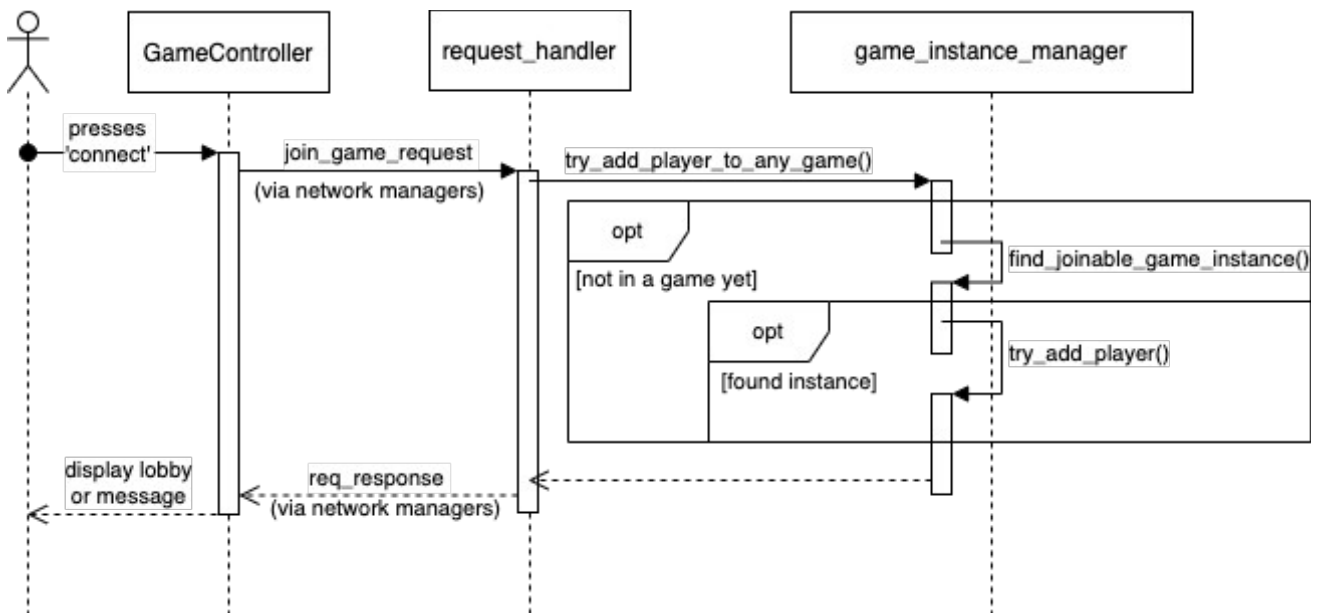 GameController
request_handler
game_instance_manager
presses
'connect'
join_game_request
(via network managers)
try_add_player_to_any_game()
opt
[not in a game yet]
find_joinable_game_instance()
opt
[found instance]
try_add_player()
display lobby
or message
req_response
(via network managers)